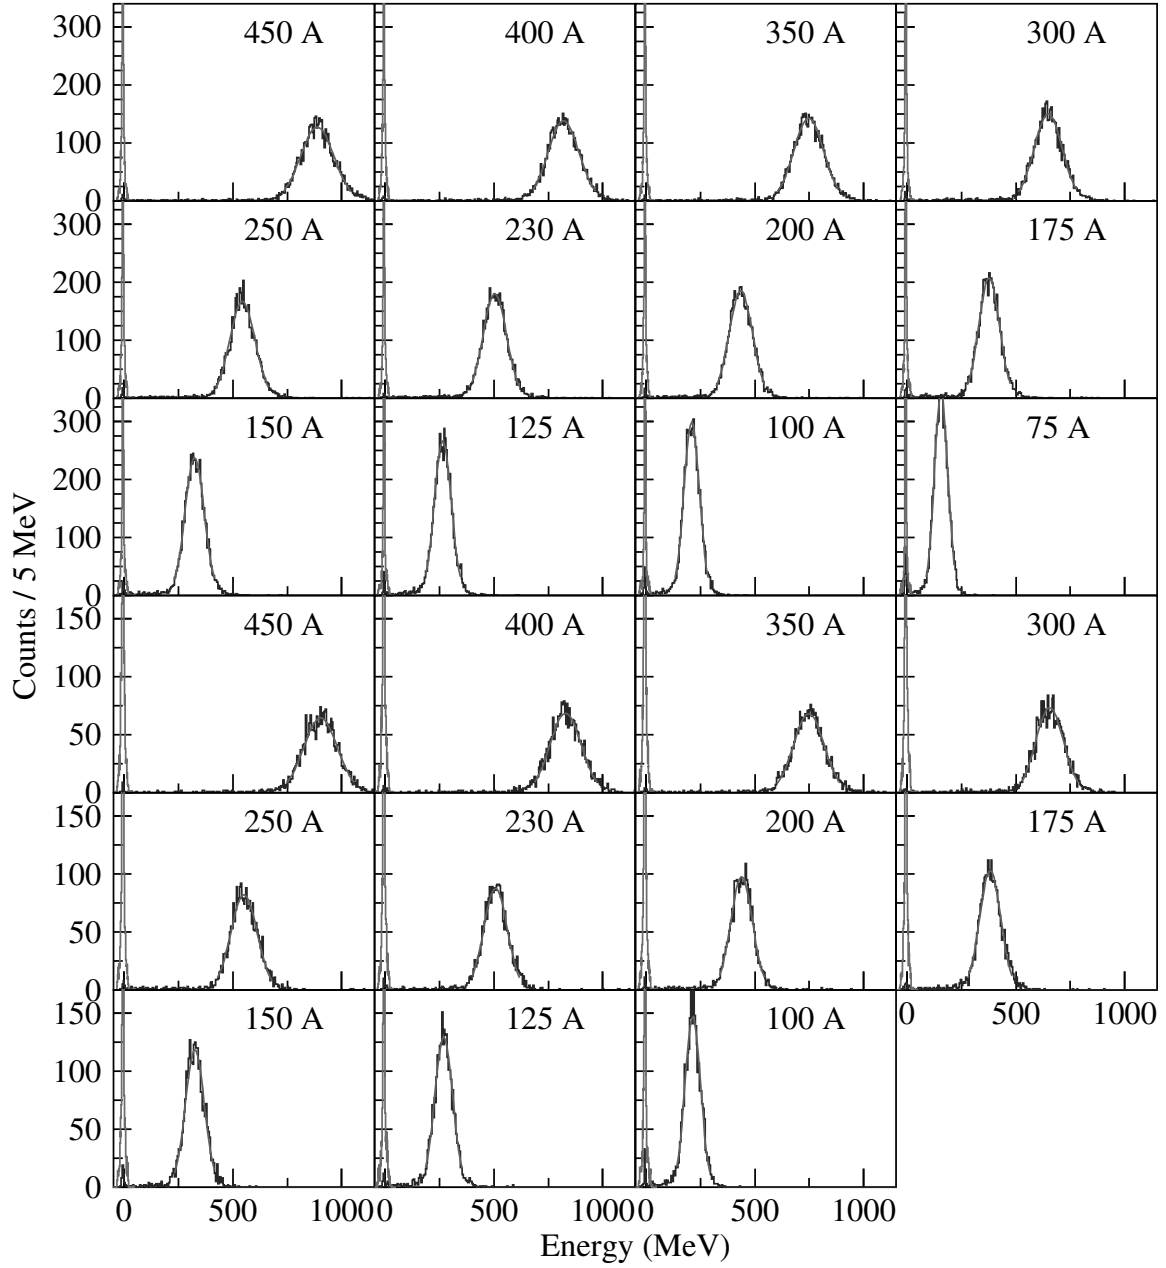 300 450 A 400 A 350 A 300 A
200
100
0
300 250 A 230 A 200 A 175 A
200
100
0
300 150 A 125 A 100 A 75 A
200
100
0
Counts / 5 MeV
150 450 A 400 A 350 A 300 A
100
50
0
150 250 A 230 A 200 A 175 A
100
50
0
150 150 A 125 A 100 A 0 500 1000
100
50
0
0 500 1000 0 500 1000 0 500 1000
Energy (MeV)